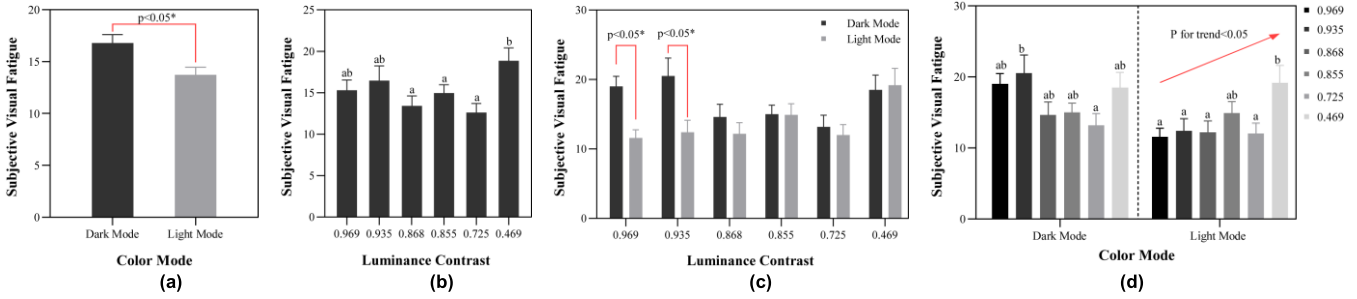 20
15
10
5
0
p<0.05*
Subjective Visual Fatigue
Dark Mode Light Mode
Color Mode
(a)
25
20
15
10
5
0
ab ab a a a b
Subjective Visual Fatigue
0.969 0.935 0.868 0.855 0.725 0.469
Luminance Contrast
(b)
30
20
10
0
p<0.05* p<0.05*
Dark Mode
Light Mode
Subjective Visual Fatigue
0.969 0.935 0.868 0.855 0.725 0.469
Luminance Contrast
(c)
30
20
10
0
P for trend<0.05
ab b ab ab a ab
a a a ab a b
Subjective Visual Fatigue
Dark Mode Light Mode
Color Mode
0.969
0.935
0.868
0.855
0.725
0.469
(d)